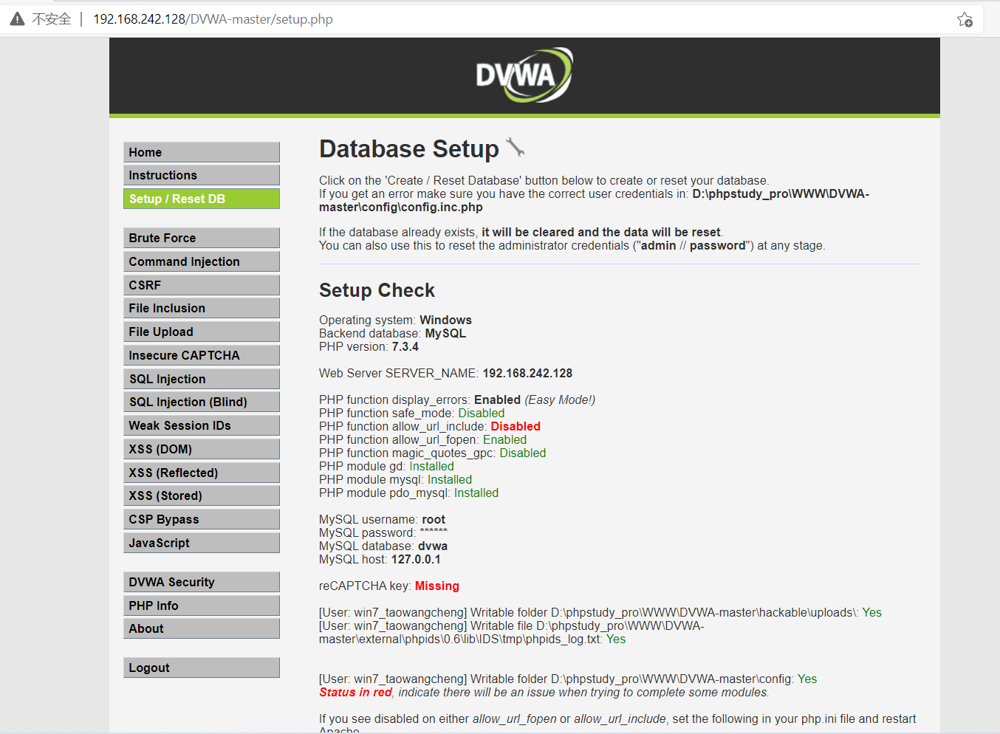 不安全 | 192.168.242.128/DVWA-master/setup.php
DVWA
Home
Instructions
Setup / Reset DB
Brute Force
Command Injection
CSRF
File Inclusion
File Upload
Insecure CAPTCHA
SQL Injection
SQL Injection (Blind)
Weak Session IDs
XSS (DOM)
XSS (Reflected)
XSS (Stored)
CSP Bypass
JavaScript
DVWA Security
PHP Info
About
Logout
Database Setup
Click on the 'Create / Reset Database' button below to create or reset your database.
If you get an error make sure you have the correct user credentials in: D:\phpstudy_pro\WWW\DVWA-
master\config\config.inc.php
If the database already exists, it will be cleared and the data will be reset.
You can also use this to reset the administrator credentials ("admin // password") at any stage.
Setup Check
Operating system: Windows
Backend database: MySQL
PHP version: 7.3.4
Web Server SERVER_NAME: 192.168.242.128
PHP function display_errors: Enabled (Easy Mode!)
PHP function safe_mode: Disabled
PHP function allow_url_include: Disabled
PHP function allow_url_fopen: Enabled
PHP function magic_quotes_gpc: Disabled
PHP module gd: Installed
PHP module mysql: Installed
PHP module pdo_mysql: Installed
MySQL username: root
MySQL password: ******
MySQL database: dvwa
MySQL host: 127.0.0.1
reCAPTCHA key: Missing
[User: win7_taowangcheng] Writable folder D:\phpstudy_pro\WWW\DVWA-master\hackable\uploads\: Yes
[User: win7_taowangcheng] Writable file D:\phpstudy_pro\WWW\DVWA-
master\external\phpids\0.6\lib\IDS\tmp\phpids_log.txt: Yes
[User: win7_taowangcheng] Writable folder D:\phpstudy_pro\WWW\DVWA-master\config: Yes
Status in red, indicate there will be an issue when trying to complete some modules.
If you see disabled on either allow_url_fopen or allow_url_include, set the following in your php.ini file and restart
Apache